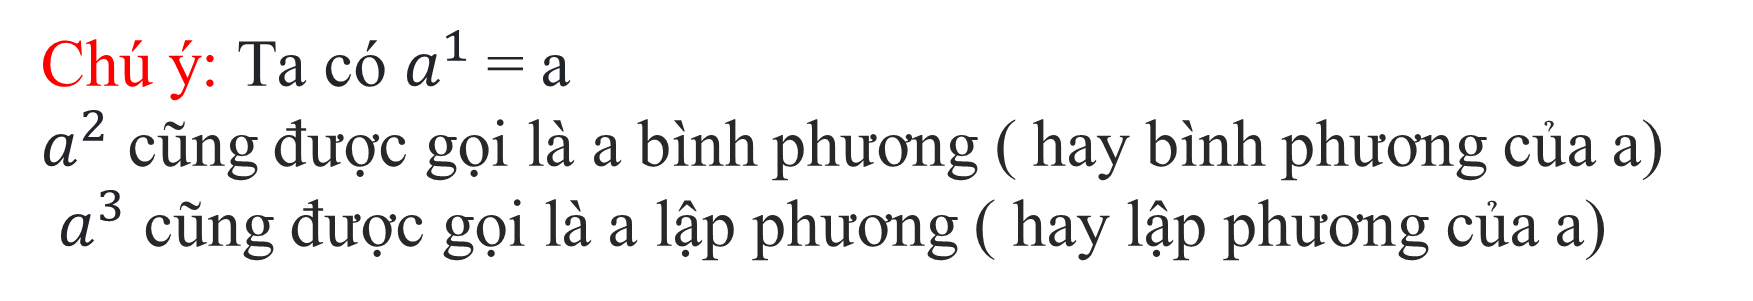 Chú ý: Ta có a¹ = a
a² cũng được gọi là a bình phương ( hay bình phương của a)
a³ cũng được gọi là a lập phương ( hay lập phương của a)